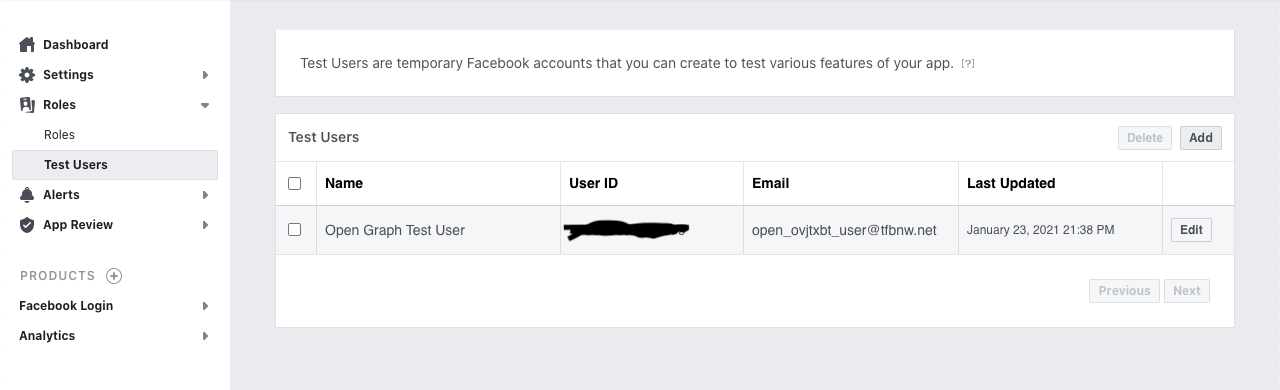 Dashboard
Settings
Roles
Roles
Test Users
Alerts
App Review
PRODUCTS
Facebook Login
Analytics
Test Users are temporary Facebook accounts that you can create to test various features of your app. [?]
Test Users Delete Add
Name User ID Email Last Updated
Open Graph Test User open_ovjtxbt_user@tfbnw.net January 23, 2021 21:38 PM Edit
Previous Next